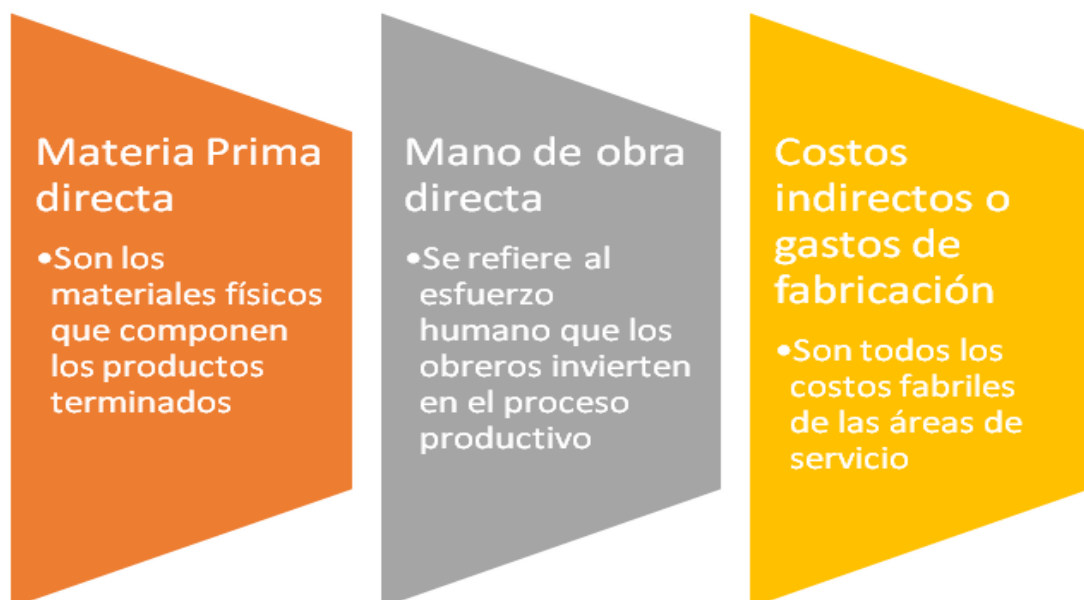 Materia Prima
directa
•Son los
materiales físicos
que componen
los productos
terminados
Mano de obra
directa
•Se refiere al
esfuerzo
humano que los
obreros invierten
en el proceso
productivo
Costos
indirectos o
gastos de
fabricación
•Son todos los
costos fabriles
de las áreas de
servicio